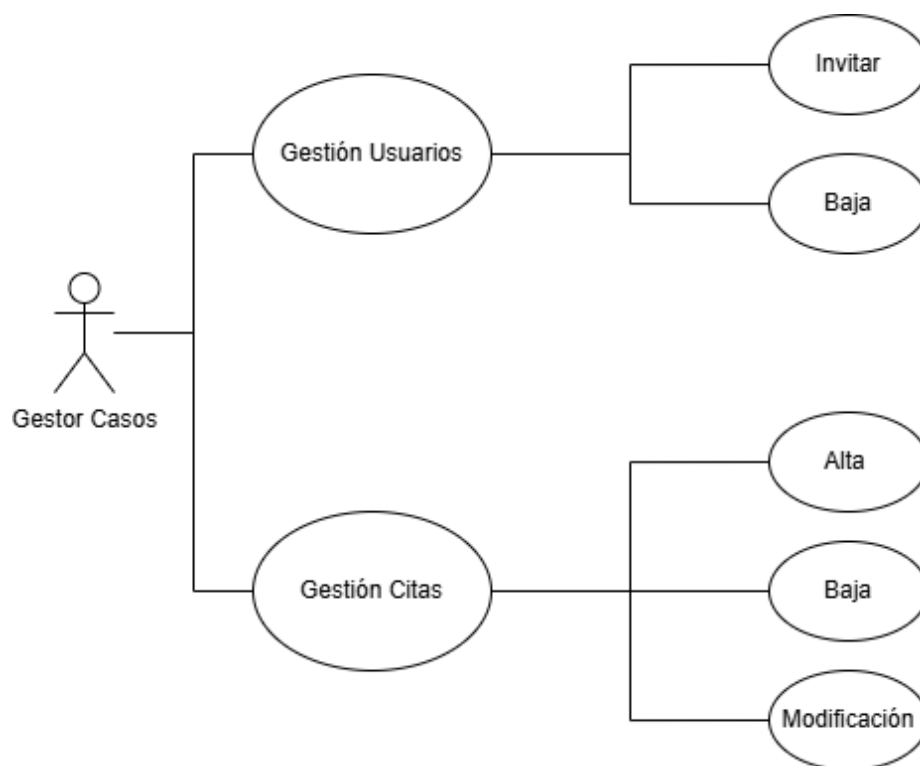 Invitar
Gestión Usuarios
Baja
Gestor Casos
Alta
Gestión Citas
Baja
Modificación